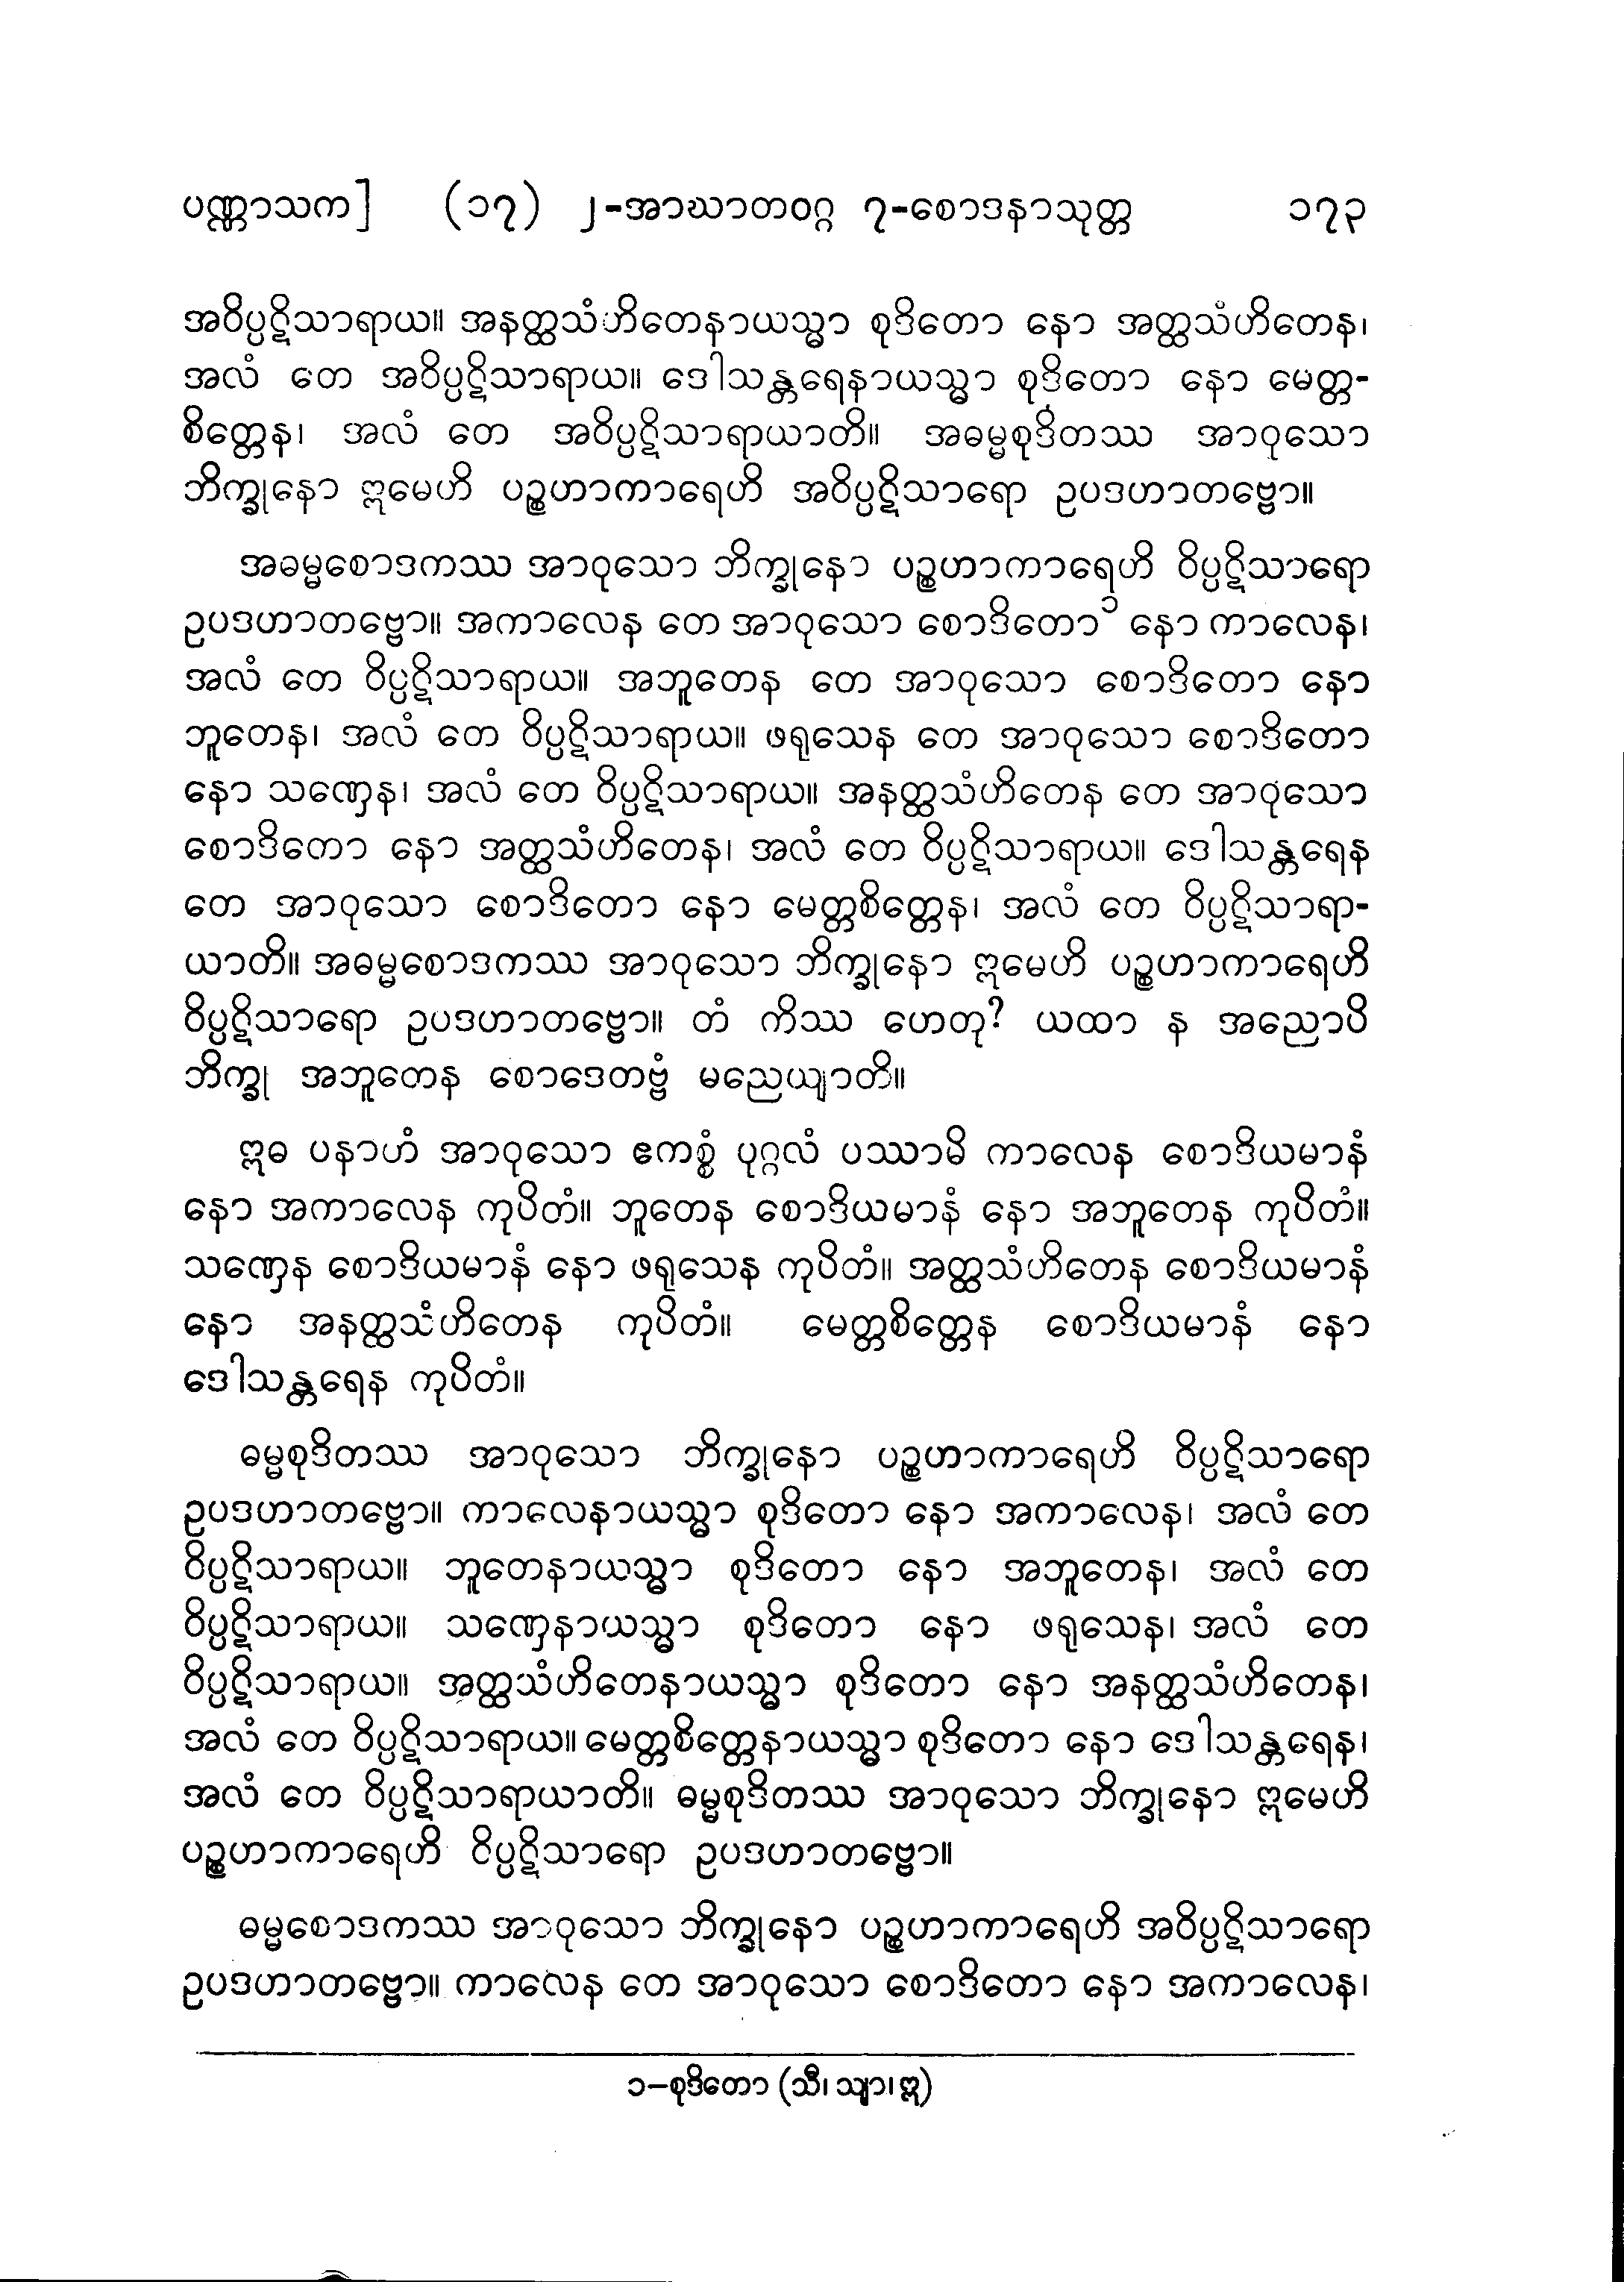 ပဏ္ဏာသက] (၁၇) ၂-အာဃာတဝဂ္ဂ ၇-စောဒနာသုတ္တ ၁၇၃
အဝိပ္ပဋိသာရာယ။ အနတ္ထသံဟိတေနာယသ္မာ စုဒိတော နော အတ္ထသံဟိတေန၊
အလံ တေ အဝိပ္ပဋိသာရာယ။ ဒေါသန္တရေနာယသ္မာ စုဒိတော နော မေတ္တ-
စိတ္တေန၊ အလံ တေ အဝိပ္ပဋိသာရာယာတိ။ အဓမ္မစုဒိတဿ အာဝုသော
ဘိက္ခုနော ဣမေဟိ ပဉ္စဟာကာရေဟိ အဝိပ္ပဋိသာရော ဥပဒဟာတဗ္ဗော။
အဓမ္မစောဒကဿ အာဝုသော ဘိက္ခုနော ပဉ္စဟာကာရေဟိ ဝိပ္ပဋိသာရော
ဥပဒဟာတဗ္ဗော။ အကာလေန တေ အာဝုသော စောဒိတော၁ နော ကာလေန၊
အလံ တေ ဝိပ္ပဋိသာရာယ။ အဘူတေန တေ အာဝုသော စောဒိတော နော
ဘူတေန၊ အလံ တေ ဝိပ္ပဋိသာရာယ။ ဖရုသေန တေ အာဝုသော စောဒိတော
နော သဏှေန၊ အလံ တေ ဝိပ္ပဋိသာရာယ။ အနတ္ထသံဟိတေန တေ အာဝုသော
စောဒိတော နော အတ္ထသံဟိတေန၊ အလံ တေ ဝိပ္ပဋိသာရာယ။ ဒေါသန္တရေန
တေ အာဝုသော စောဒိတော နော မေတ္တစိတ္တေန၊ အလံ တေ ဝိပ္ပဋိသာရာ-
ယာတိ။ အဓမ္မစောဒကဿ အာဝုသော ဘိက္ခုနော ဣမေဟိ ပဉ္စဟာကာရေဟိ
ဝိပ္ပဋိသာရော ဥပဒဟာတဗ္ဗော။ တံ ကိဿ ဟေတု? ယထာ န အညောပိ
ဘိက္ခု အဘူတေန စောဒေတဗ္ဗံ မညေယျာတိ။
ဣဓ ပနာဟံ အာဝုသော ဧကစ္စံ ပုဂ္ဂလံ ပဿာမိ ကာလေန စောဒိယမာနံ
နော အကာလေန ကုပိတံ။ ဘူတေန စောဒိယမာနံ နော အဘူတေန ကုပိတံ။
သဏှေန စောဒိယမာနံ နော ဖရုသေန ကုပိတံ။ အတ္ထသံဟိတေန စောဒိယမာနံ
နော အနတ္ထသံဟိတေန ကုပိတံ။ မေတ္တစိတ္တေန စောဒိယမာနံ နော
ဒေါသန္တရေန ကုပိတံ။
ဓမ္မစုဒိတဿ အာဝုသော ဘိက္ခုနော ပဉ္စဟာကာရေဟိ ဝိပ္ပဋိသာရော
ဥပဒဟာတဗ္ဗော။ ကာလေနာယသ္မာ စုဒိတော နော အကာလေန၊ အလံ တေ
ဝိပ္ပဋိသာရာယ။ ဘူတေနာယသ္မာ စုဒိတော နော အဘူတေန၊ အလံ တေ
ဝိပ္ပဋိသာရာယ။ သဏှေနာယသ္မာ စုဒိတော နော ဖရုသေန၊ အလံ တေ
ဝိပ္ပဋိသာရာယ။ အတ္ထသံဟိတေနာယသ္မာ စုဒိတော နော အနတ္ထသံဟိတေန၊
အလံ တေ ဝိပ္ပဋိသာရာယ။ မေတ္တစိတ္တေနာယသ္မာ စုဒိတော နော ဒေါသန္တရေန၊
အလံ တေ ဝိပ္ပဋိသာရာယာတိ။ ဓမ္မစုဒိတဿ အာဝုသော ဘိက္ခုနော ဣမေဟိ
ပဉ္စဟာကာရေဟိ ဝိပ္ပဋိသာရော ဥပဒဟာတဗ္ဗော။
ဓမ္မစောဒကဿ အာဝုသော ဘိက္ခုနော ပဉ္စဟာကာရေဟိ အဝိပ္ပဋိသာရော
ဥပဒဟာတဗ္ဗော။ ကာလေန တေ အာဝုသော စောဒိတော နော အကာလေန၊
၁–စုဒိတော (သီ၊ သျာ၊ ဣ)